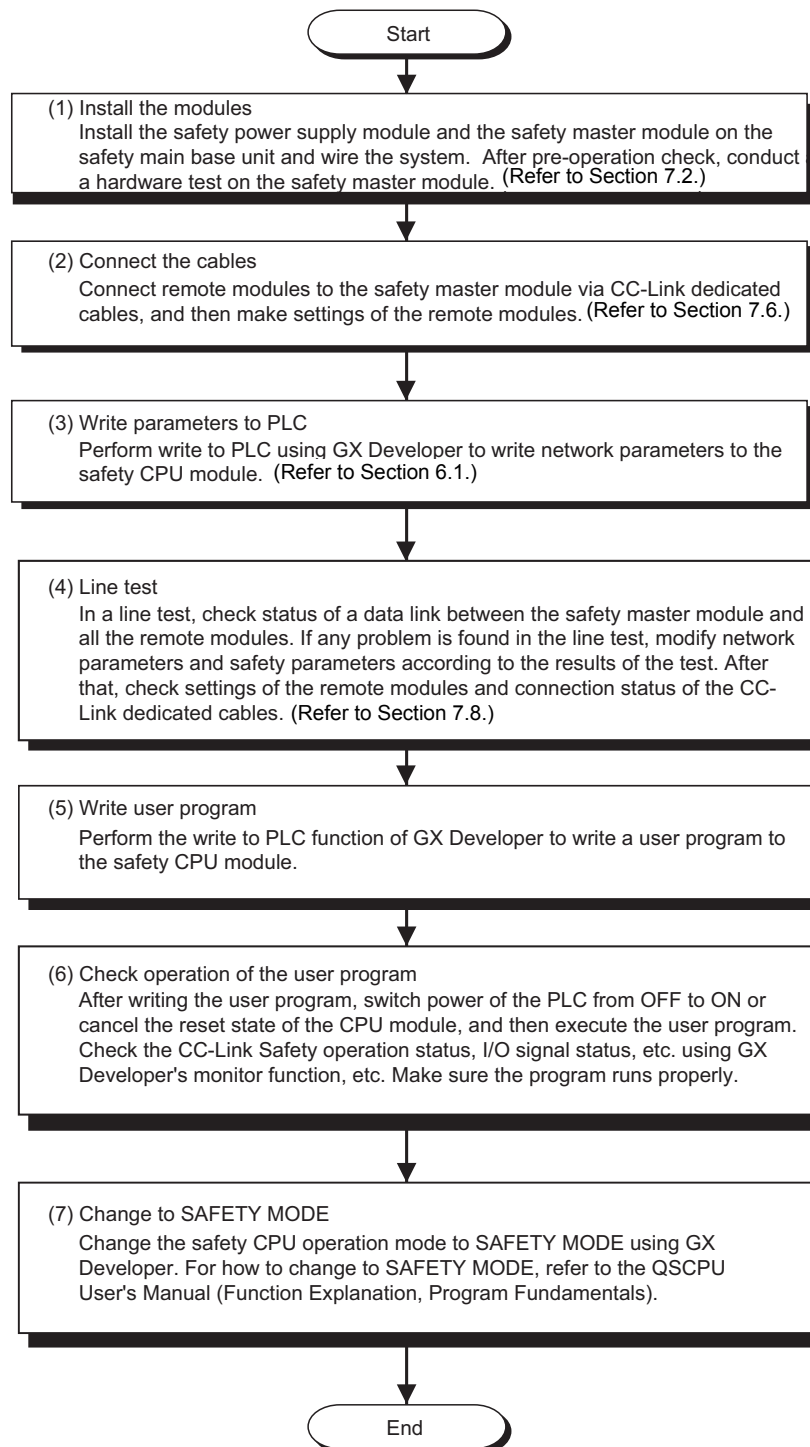 Start
(1) Install the modules
Install the safety power supply module and the safety master module on the
safety main base unit and wire the system. After pre-operation check, conduct
a hardware test on the safety master module. (Refer to Section 7.2.)
(2) Connect the cables
Connect remote modules to the safety master module via CC-Link dedicated
cables, and then make settings of the remote modules. (Refer to Section 7.6.)
(3) Write parameters to PLC
Perform write to PLC using GX Developer to write network parameters to the
safety CPU module. (Refer to Section 6.1.)
(4) Line test
In a line test, check status of a data link between the safety master module and
all the remote modules. If any problem is found in the line test, modify network
parameters and safety parameters according to the results of the test. After
that, check settings of the remote modules and connection status of the CC-
Link dedicated cables. (Refer to Section 7.8.)
(5) Write user program
Perform the write to PLC function of GX Developer to write a user program to
the safety CPU module.
(6) Check operation of the user program
After writing the user program, switch power of the PLC from OFF to ON or
cancel the reset state of the CPU module, and then execute the user program.
Check the CC-Link Safety operation status, I/O signal status, etc. using GX
Developer's monitor function, etc. Make sure the program runs properly.
(7) Change to SAFETY MODE
Change the safety CPU operation mode to SAFETY MODE using GX
Developer. For how to change to SAFETY MODE, refer to the QSCPU
User's Manual (Function Explanation, Program Fundamentals).
End